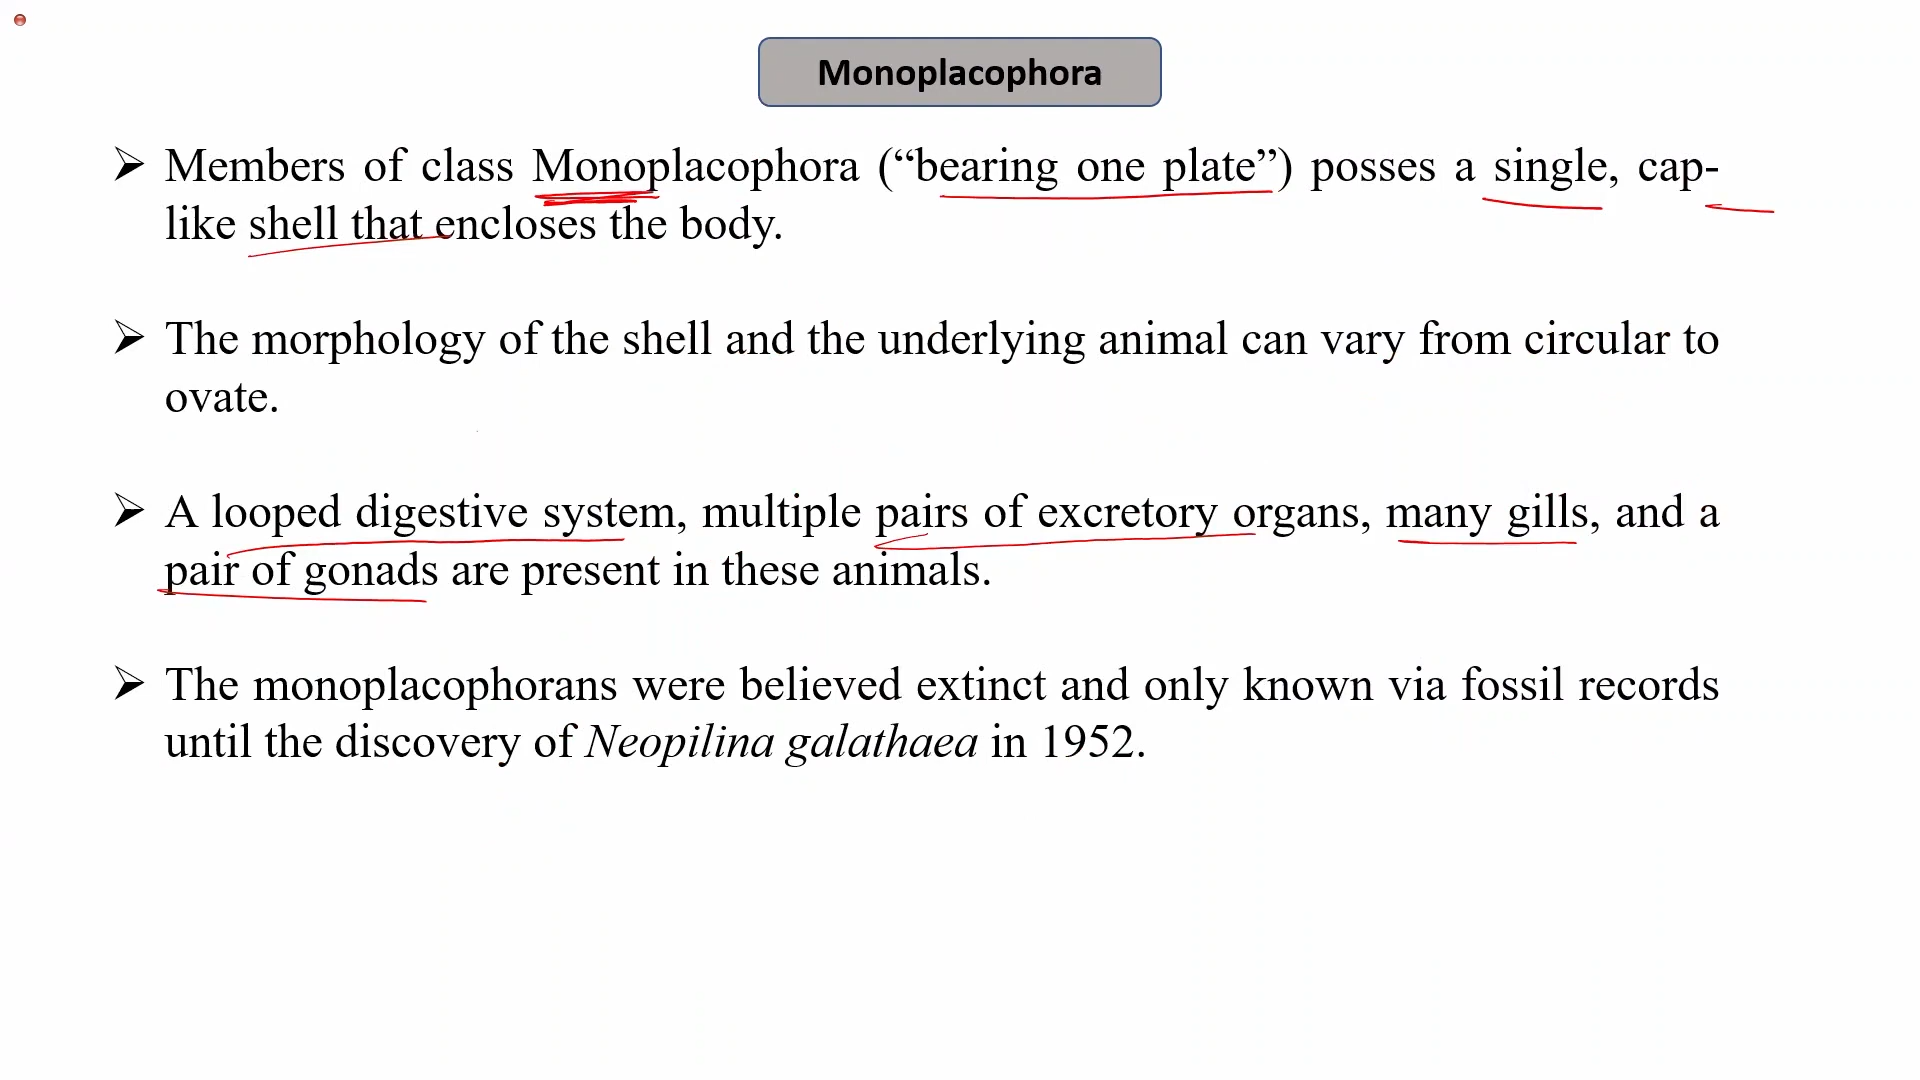 Monoplacophora
➢ Members of class Monoplacophora (“bearing one plate”) posses a single, cap-
like shell that encloses the body.
➢ The morphology of the shell and the underlying animal can vary from circular to
ovate.
➢ A looped digestive system, multiple pairs of excretory organs, many gills, and a
pair of gonads are present in these animals.
➢ The monoplacophorans were believed extinct and only known via fossil records
until the discovery of Neopilina galathaea in 1952.